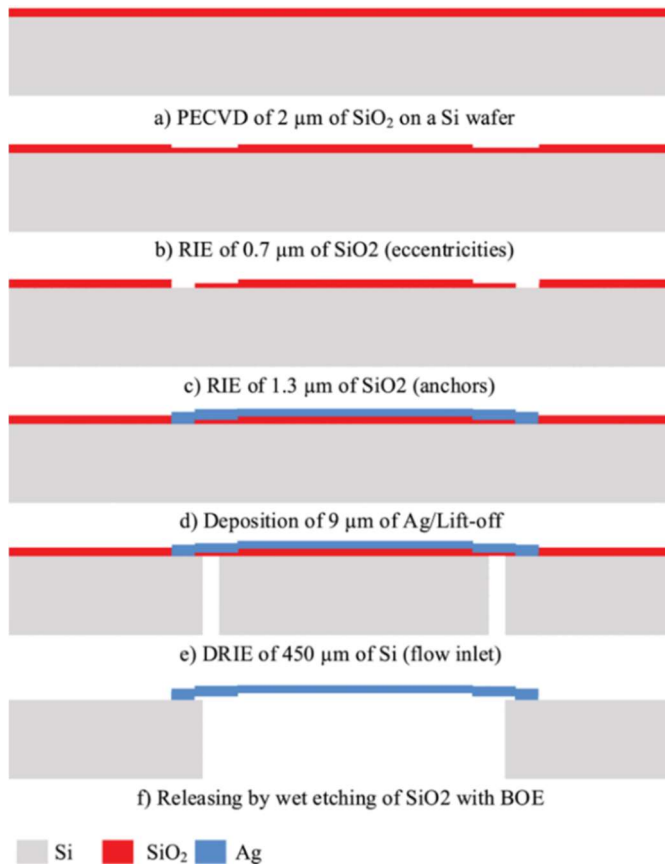 a) PECVD of 2 μm of SiO₂ on a Si wafer
b) RIE of 0.7 μm of SiO2 (eccentricities)
c) RIE of 1.3 μm of SiO2 (anchors)
d) Deposition of 9 μm of Ag/Lift-off
e) DRIE of 450 μm of Si (flow inlet)
f) Releasing by wet etching of SiO2 with BOE
Si SiO₂ Ag